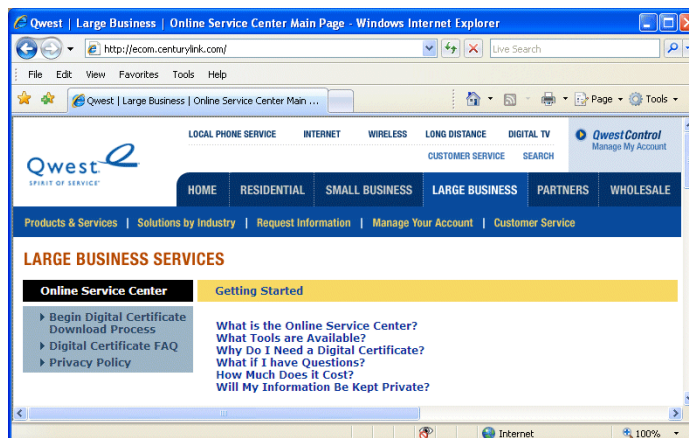 Qwest | Large Business | Online Service Center Main Page - Windows Internet Explorer
http://ecom.centurylink.com/
Live Search
File Edit View Favorites Tools Help
Qwest | Large Business | Online Service Center Main ...
Page Tools
LOCAL PHONE SERVICE INTERNET WIRELESS LONG DISTANCE DIGITAL TV
CUSTOMER SERVICE SEARCH
Qwest Control
Manage My Account
Qwest
SPIRIT OF SERVICE
HOME RESIDENTIAL SMALL BUSINESS LARGE BUSINESS PARTNERS WHOLESALE
Products & Services | Solutions by Industry | Request Information | Manage Your Account | Customer Service
LARGE BUSINESS SERVICES
Online Service Center
Getting Started
Begin Digital Certificate
Download Process
Digital Certificate FAQ
Privacy Policy
What is the Online Service Center?
What Tools are Available?
Why Do I Need a Digital Certificate?
What if I have Questions?
How Much Does it Cost?
Will My Information Be Kept Private?
Internet
100%